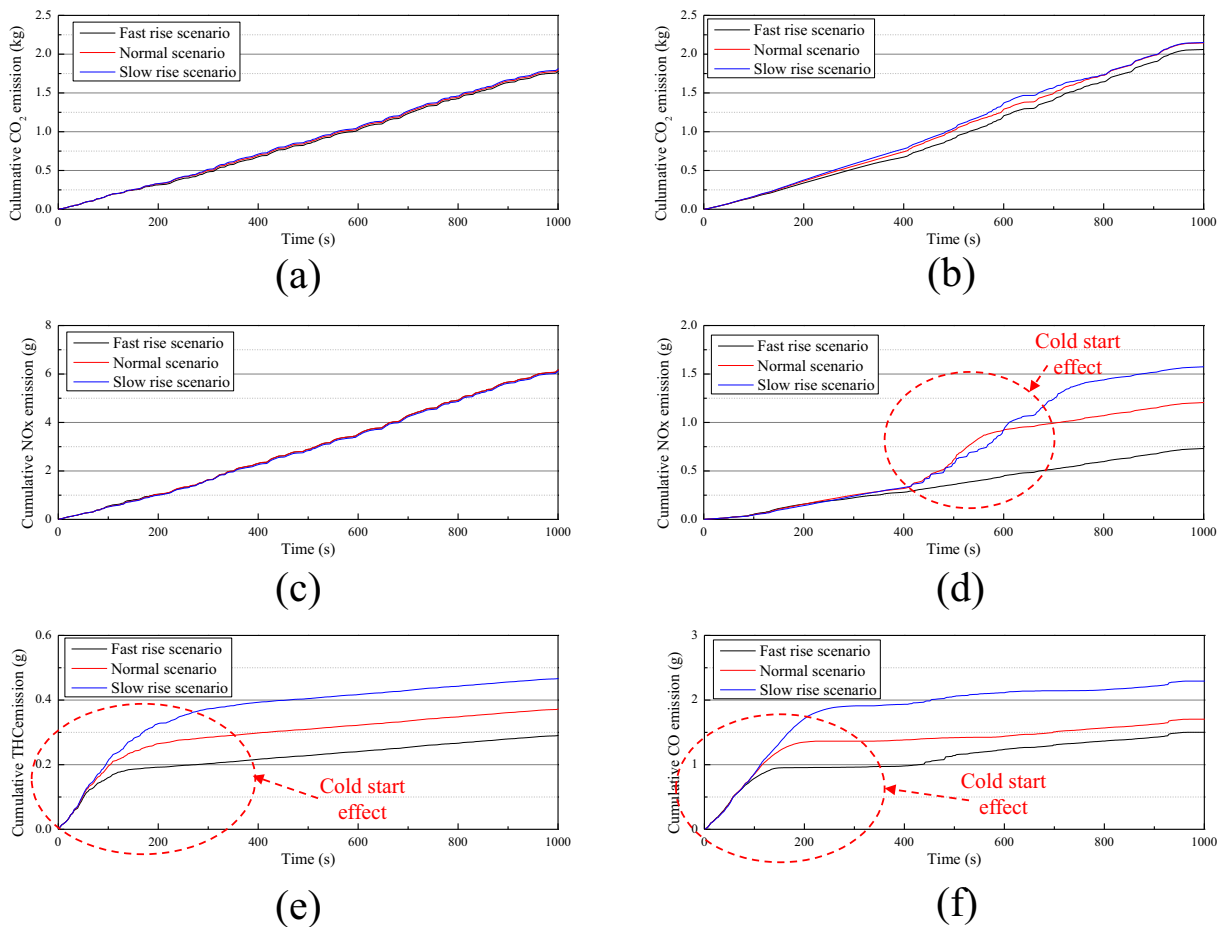 2.5
2.0
1.5
1.0
0.5
0.0
Culumative CO2 emission (kg)
Fast rise scenario
Normal scenario
Slow rise scenario
0 200 400 600 800 1000
Time (s)
(a)
2.5
2.0
1.5
1.0
0.5
0.0
Culumative CO2 emission (kg)
Fast rise scenario
Normal scenario
Slow rise scenario
0 200 400 600 800 1000
Time (s)
(b)
8
6
4
2
0
Cumulative NOx emission (g)
Fast rise scenario
Normal scenario
Slow rise scenario
0 200 400 600 800 1000
Time (s)
(c)
2.0
1.5
1.0
0.5
0.0
Cumulative NOx emission (g)
Fast rise scenario
Normal scenario
Slow rise scenario
Cold start
effect
0 200 400 600 800 1000
Time (s)
(d)
0.6
0.4
0.2
0.0
Cumulative THCemission (g)
Fast rise scenario
Normal scenario
Slow rise scenario
Cold start
effect
0 200 400 600 800 1000
Time (s)
(e)
3
2
1
0
Cumulative CO emission (g)
Fast rise scenario
Normal scenario
Slow rise scenario
Cold start
effect
0 200 400 600 800 1000
Time (s)
(f)